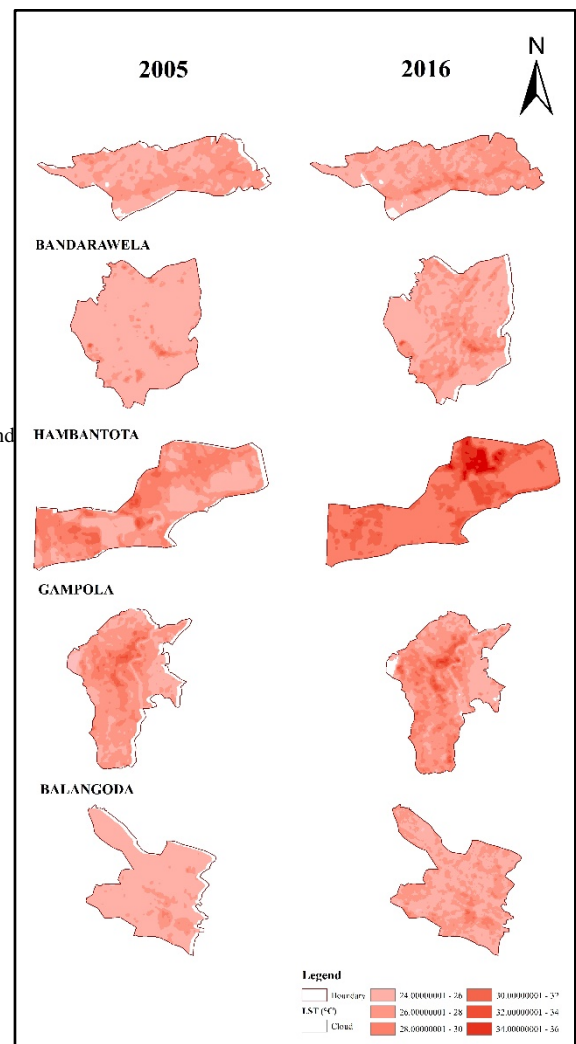 N
2005 2016
BANDARAWELA
nd
HAMBANTOTA
GAMPOLA
BALANGODA
Legend
Boundary
24.00000001 - 26
30.00000001 - 32
LST (°C)
26.00000001 - 28
32.00000001 - 34
Cloud
28.00000001 - 30
34.00000001 - 36